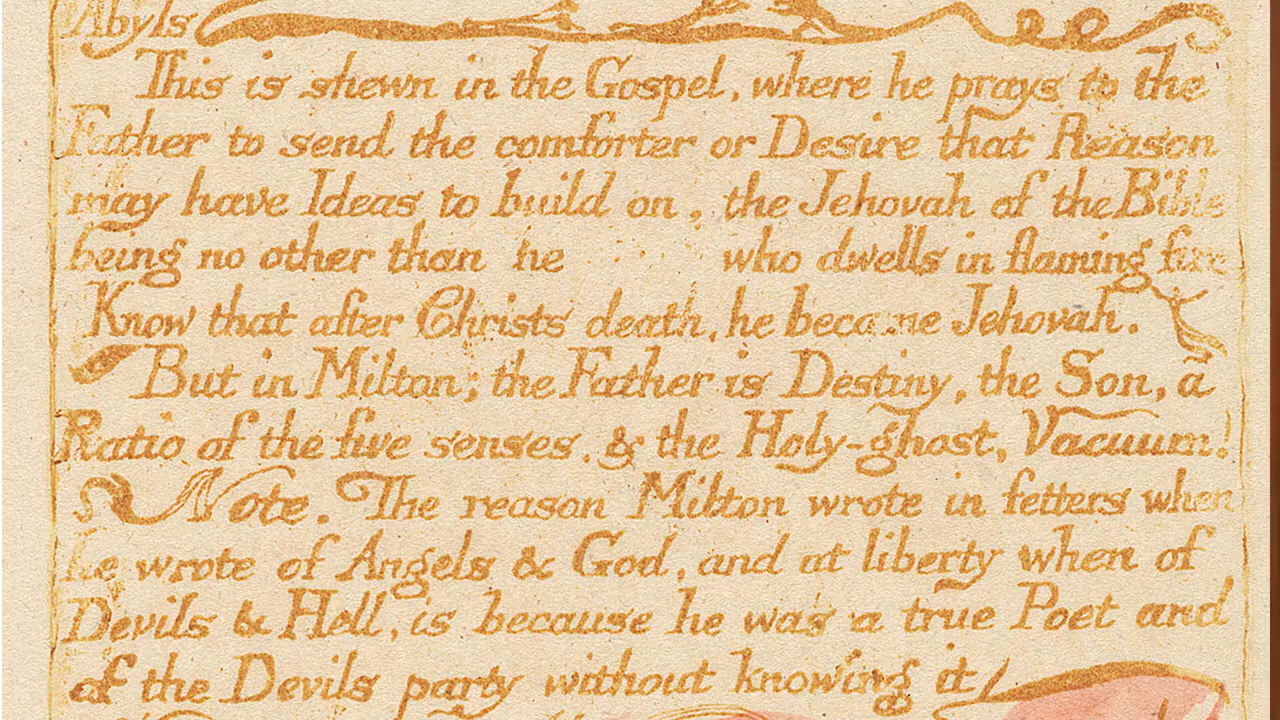 Abyss
This is shewn in the Gospel, where he prays to the
Father to send the comforter or Desire that Reason
may have Ideas to build on, the Jehovah of the Bible
being no other than he who dwells in flaming fire
Know that after Christs death, he became Jehovah.
But in Milton; the Father is Destiny, the Son, a
Ratio of the five senses. & the Holy-ghost, Vacuum!
Note. The reason Milton wrote in fetters when
he wrote of Angels & God, and at liberty when of
Devils & Hell, is because he was a true Poet and
of the Devils party without knowing it